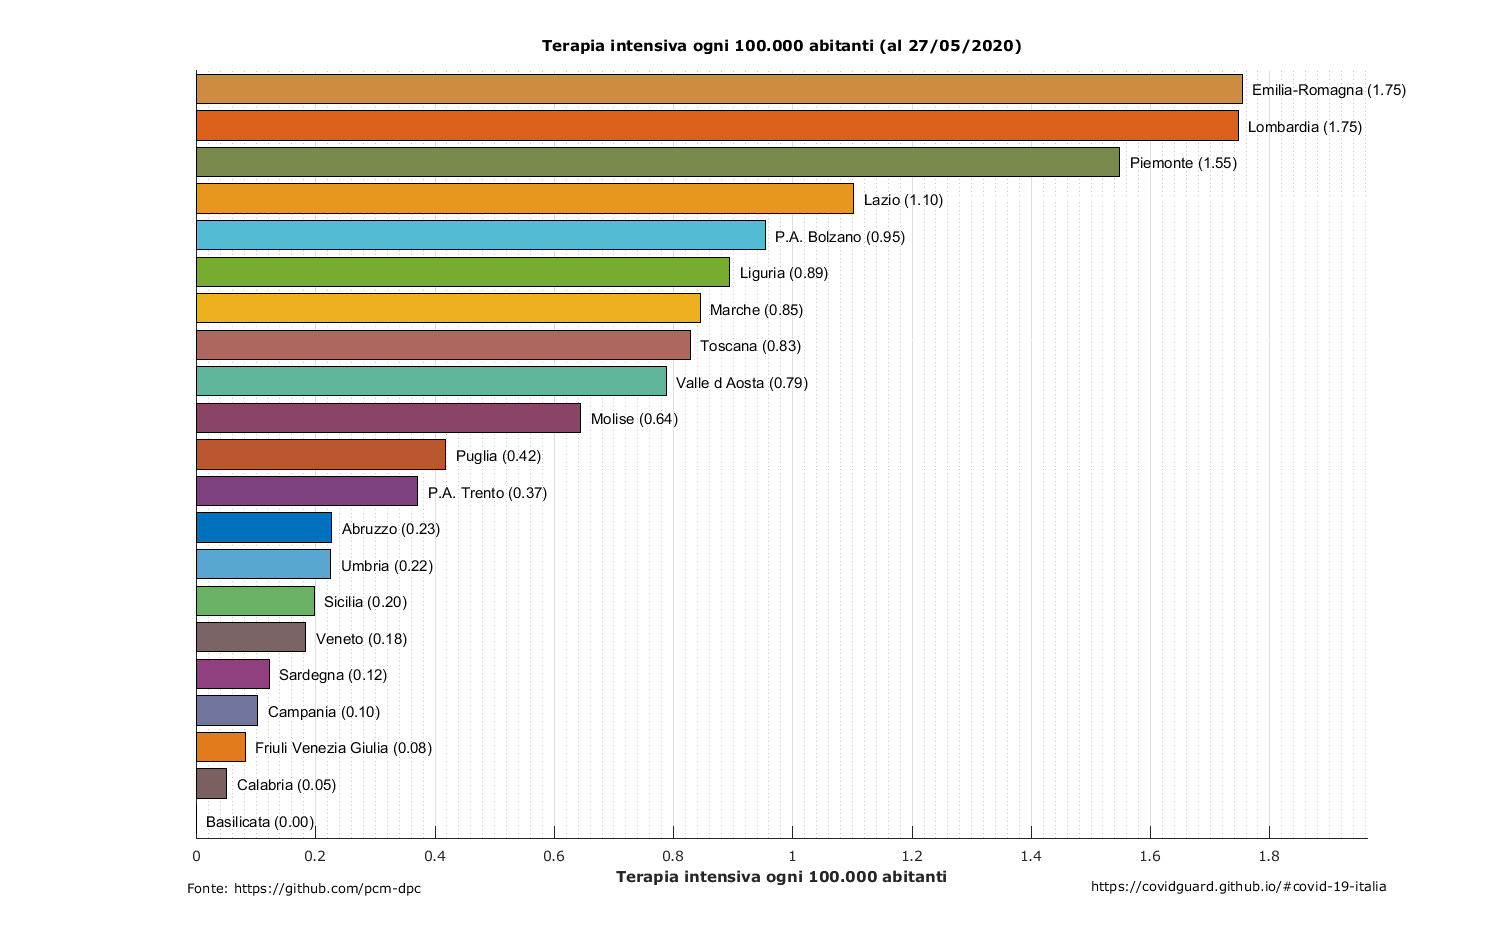 Terapia intensiva ogni 100.000 abitanti (al 27/05/2020)
Emilia-Romagna (1.75)
Lombardia (1.75)
Piemonte (1.55)
Lazio (1.10)
P.A. Bolzano (0.95)
Liguria (0.89)
Marche (0.85)
Toscana (0.83)
Valle d Aosta (0.79)
Molise (0.64)
Puglia (0.42)
P.A. Trento (0.37)
Abruzzo (0.23)
Umbria (0.22)
Sicilia (0.20)
Veneto (0.18)
Sardegna (0.12)
Campania (0.10)
Friuli Venezia Giulia (0.08)
Calabria (0.05)
Basilicata (0.00)
0 0.2 0.4 0.6 0.8 1 1.2 1.4 1.6 1.8
Terapia intensiva ogni 100.000 abitanti
Fonte: https://github.com/pcm-dpc
https://covidguard.github.io/#covid-19-italia